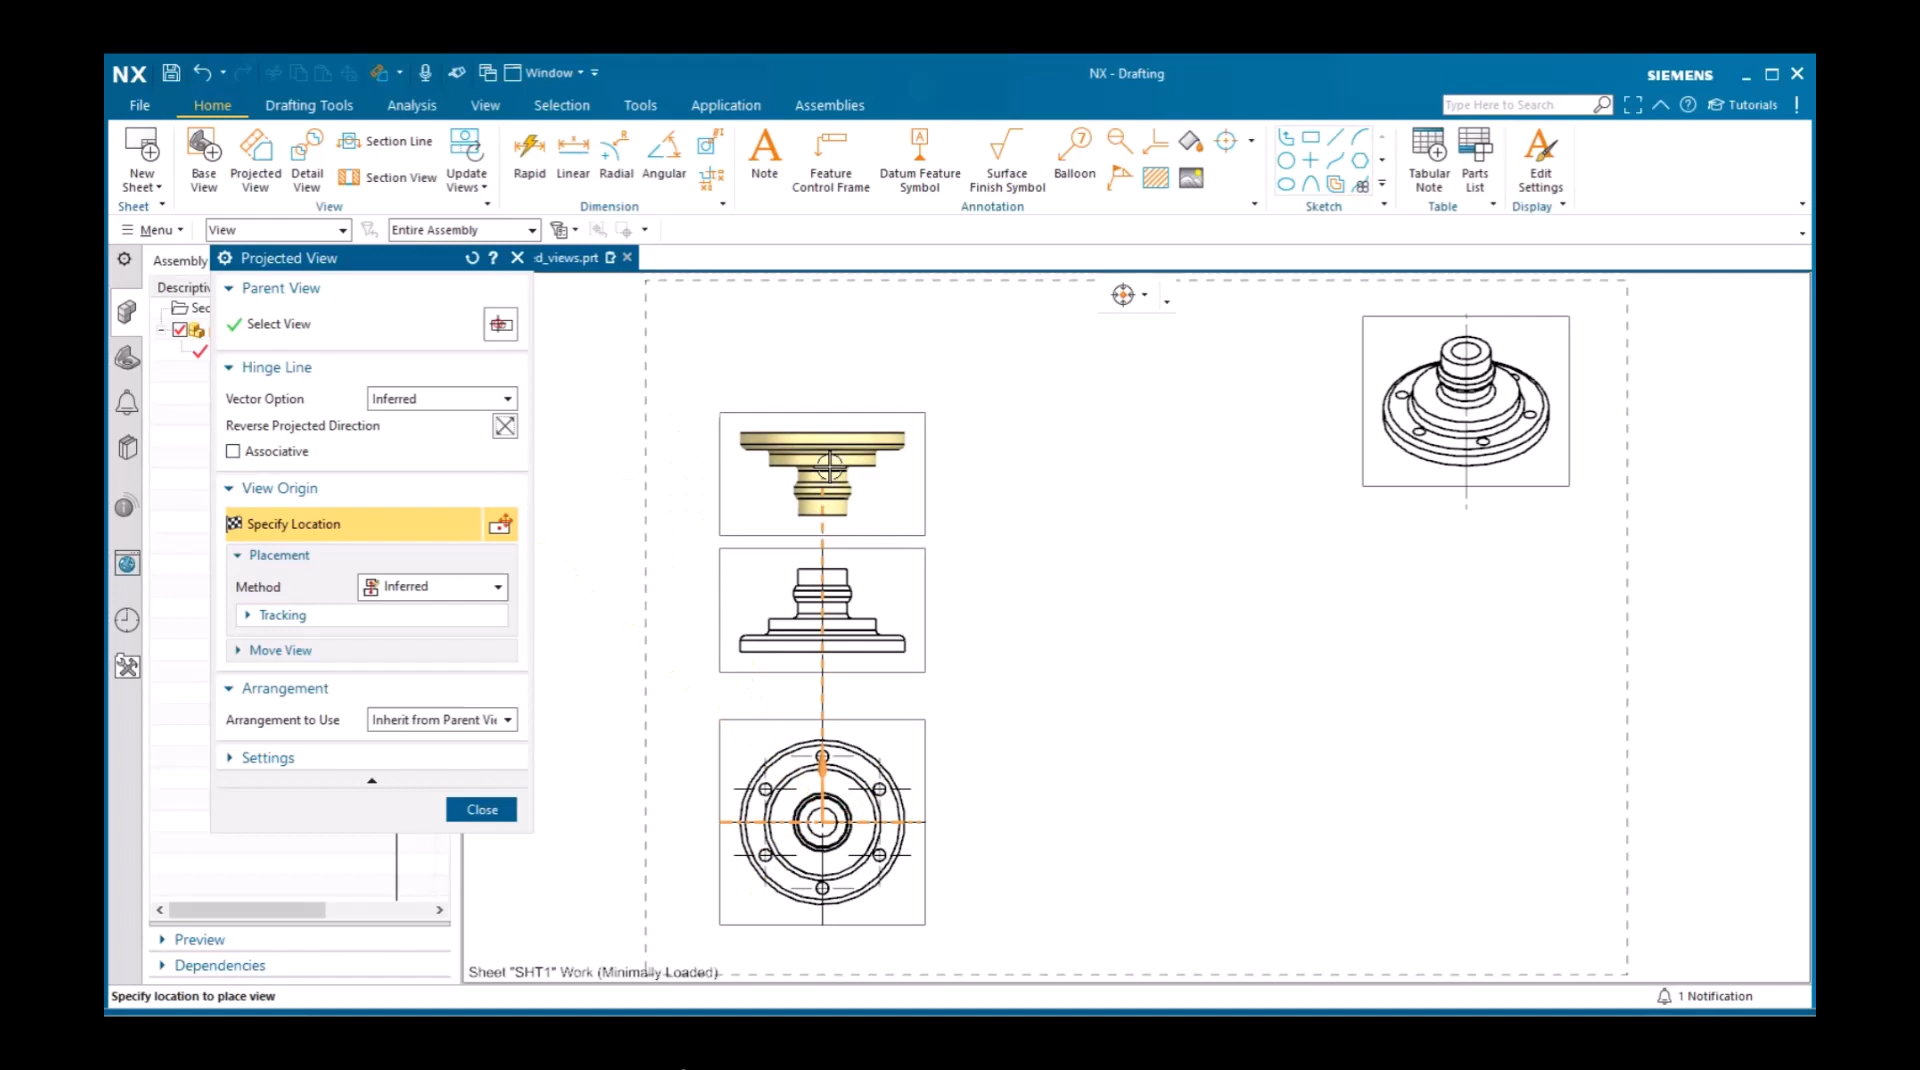 NX
Window
NX - Drafting
SIEMENS
File
Home
Drafting Tools
Analysis
View
Selection
Tools
Application
Assemblies
Type Here to Search
Tutorials
New Sheet
Base View
Projected View
Detail View
Section Line
Section View
Update Views
Rapid
Linear
Radial
Angular
Note
Feature Control Frame
Datum Feature Symbol
Surface Finish Symbol
Balloon
Tabular Note
Parts List
Edit Settings
Sheet
View
Dimension
Annotation
Sketch
Table
Display
Menu
View
Entire Assembly
Assembly
Descriptiv
Sec
Projected View
ed_views.prt
Parent View
Select View
Hinge Line
Vector Option
Inferred
Reverse Projected Direction
Associative
View Origin
Specify Location
Placement
Method
Inferred
Tracking
Move View
Arrangement
Arrangement to Use
Inherit from Parent Vie
Settings
Close
Preview
Dependencies
Sheet "SHT1" Work (Minimally Loaded)
Specify location to place view
1 Notification